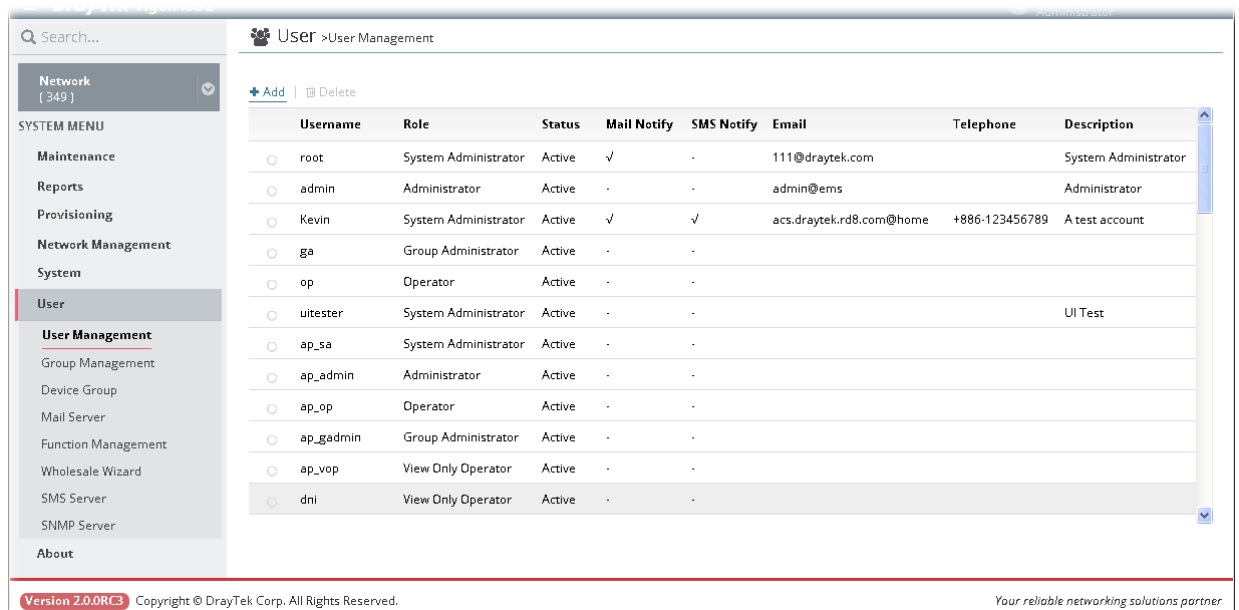 Administrator
Search...
User >User Management
Network
( 349 )
+ Add | Delete
SYSTEM MENU
Maintenance
Reports
Provisioning
Network Management
System
User
User Management
Group Management
Device Group
Mail Server
Function Management
Wholesale Wizard
SMS Server
SNMP Server
About
Username Role Status Mail Notify SMS Notify Email Telephone Description
root System Administrator Active √ - 111@draytek.com System Administrator
admin Administrator Active - - admin@ems Administrator
Kevin System Administrator Active √ √ acs.draytek.rd8.com@home +886-123456789 A test account
ga Group Administrator Active - -
op Operator Active - -
uitester System Administrator Active - - UI Test
ap_sa System Administrator Active - -
ap_admin Administrator Active - -
ap_op Operator Active - -
ap_gadmin Group Administrator Active - -
ap_vop View Only Operator Active - -
dni View Only Operator Active - -
Version 2.0.0RC3 Copyright © DrayTek Corp. All Rights Reserved. Your reliable networking solutions partner